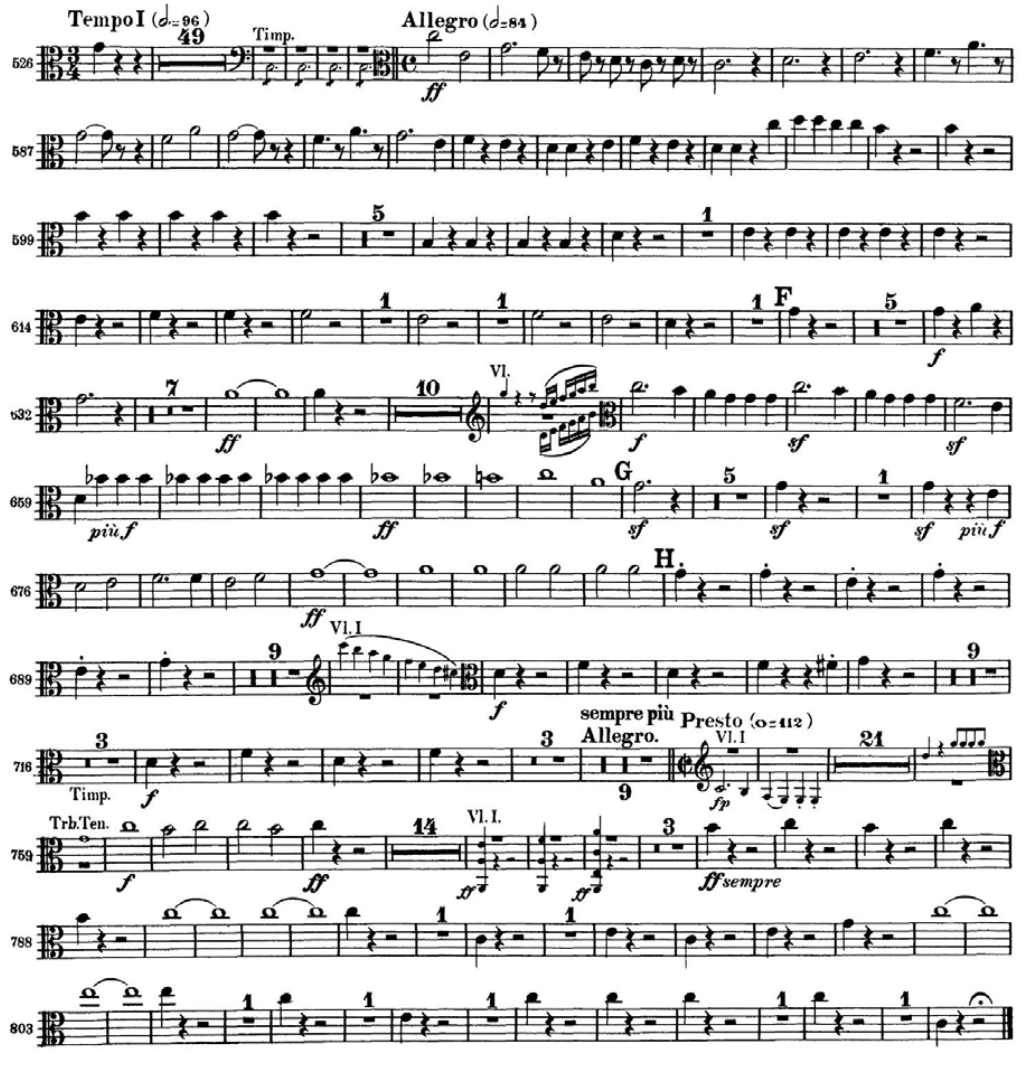 Tempo I (𝅗𝅥.=96) Allegro (𝅗𝅥=84)
49 Timp.
526 3 4
ff
587
599 5 1
614 1 1 1 F 5
f
632 7 10 Vl.
ff f sf sf
659 G 5 1
più f ff sf sf sf più f
676 H
ff
689 9 Vl. I 9
f
sempre più Presto (𝅝=112)
716 3 3 Allegro. Vl. I 21
Timp. f 9 fp
Trb. Ten. Vl. I.
759 14 3
f ff ff ff ff sempre
788 1 1
803 1 1 1 1 1